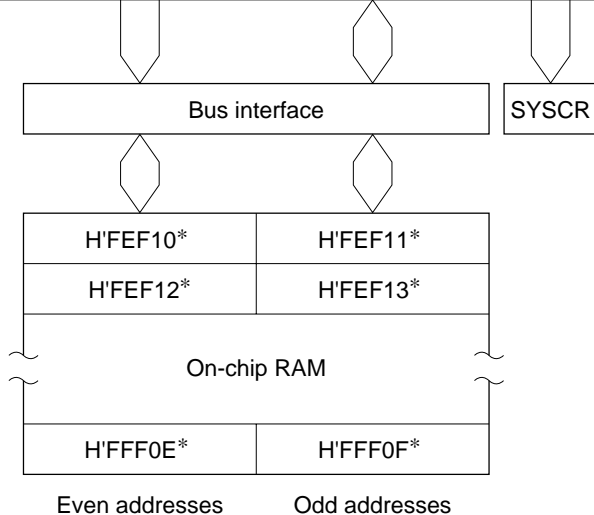 Bus interface SYSCR
H'FEF10* H'FEF11*
H'FEF12* H'FEF13*
On-chip RAM
H'FFF0E* H'FFF0F*
Even addresses Odd addresses